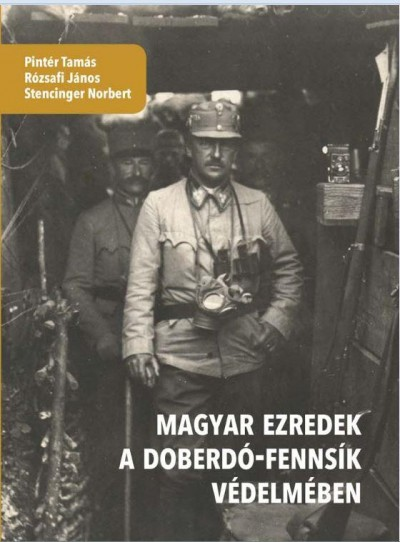 Pintér Tamás
Rózsafi János
Stencinger Norbert
MAGYAR EZREDEK
A DOBERDÓ-FENNSÍK
VÉDELMÉBEN